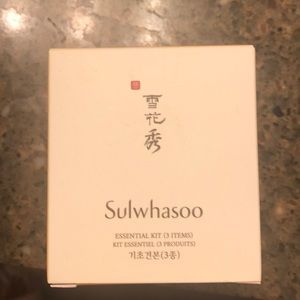 雪花秀
Sulwhasoo
ESSENTIAL KIT (3 ITEMS)
KIT ESSENTIEL (3 PRODUITS)
기초견본(3종)